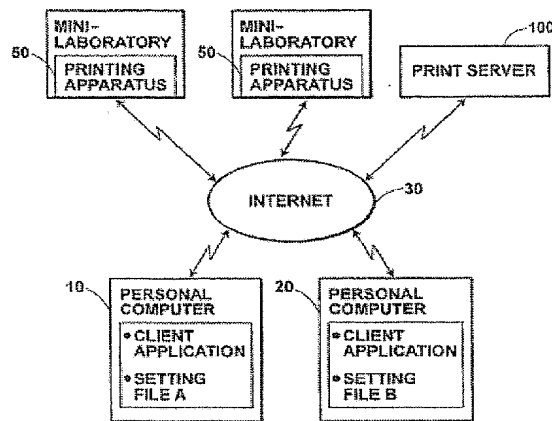 MINI-
LABORATORY
50
PRINTING
APPARATUS
MINI-
LABORATORY
50
PRINTING
APPARATUS
100
PRINT SERVER
INTERNET
30
10
PERSONAL
COMPUTER
• CLIENT
APPLICATION
• SETTING
FILE A
20
PERSONAL
COMPUTER
• CLIENT
APPLICATION
• SETTING
FILE B